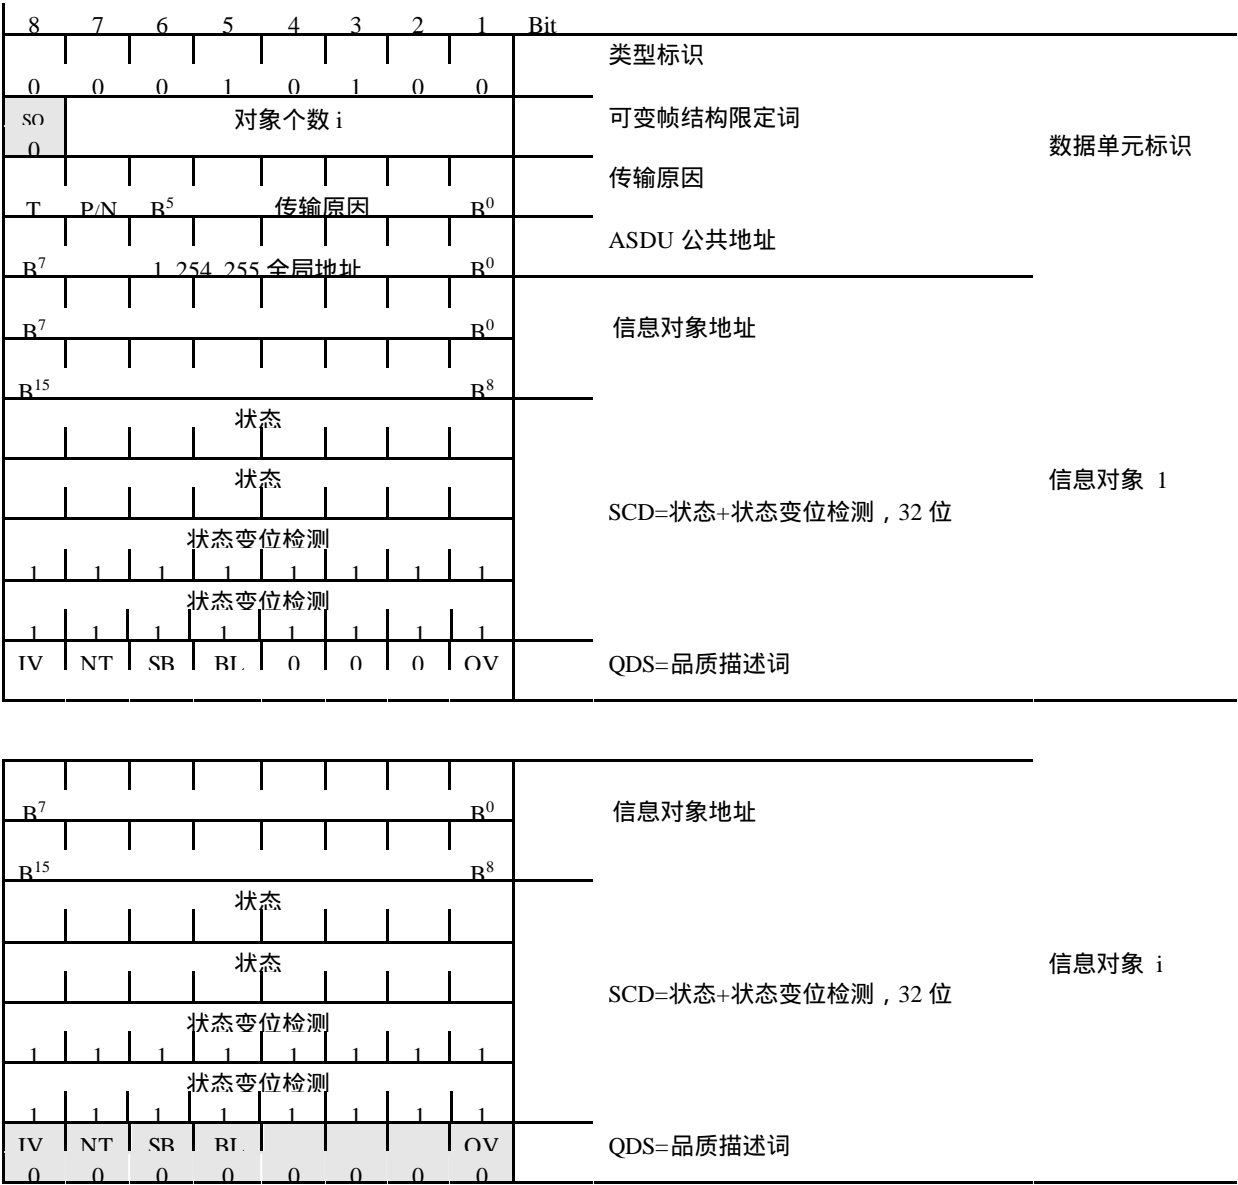 8 7 6 5 4 3 2 1 Bit
类型标识
0 0 0 1 0 1 0 0
SQ 对象个数 i 可变帧结构限定词
0
数据单元标识
传输原因
T P/N B5 传输原因 B0
ASDU 公共地址
B7 1 254 255 全局地址 B0
B7 B0 信息对象地址
B15 B8
状态
状态 信息对象 1
SCD=状态+状态变位检测，32 位
状态变位检测
1 1 1 1 1 1 1 1
状态变位检测
1 1 1 1 1 1 1 1
IV NT SB BL 0 0 0 OV QDS=品质描述词
B7 B0 信息对象地址
B15 B8
状态
状态 信息对象 i
SCD=状态+状态变位检测，32 位
状态变位检测
1 1 1 1 1 1 1 1
状态变位检测
1 1 1 1 1 1 1 1
IV NT SB BL OV QDS=品质描述词
0 0 0 0 0 0 0 0